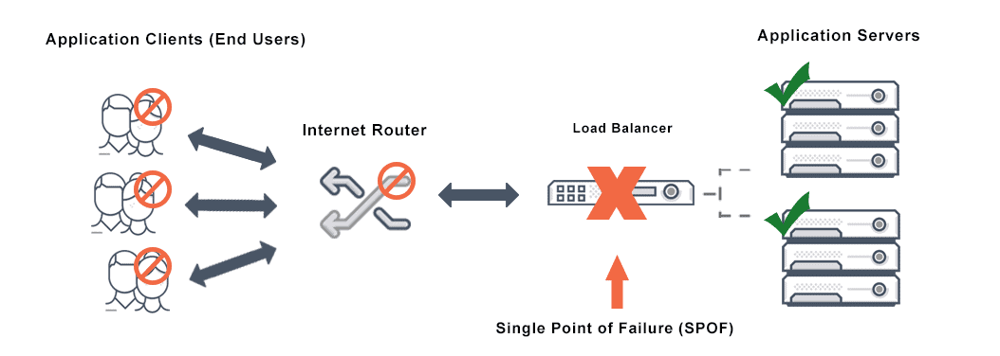 Application Clients (End Users)
Application Servers
Internet Router
Load Balancer
Single Point of Failure (SPOF)